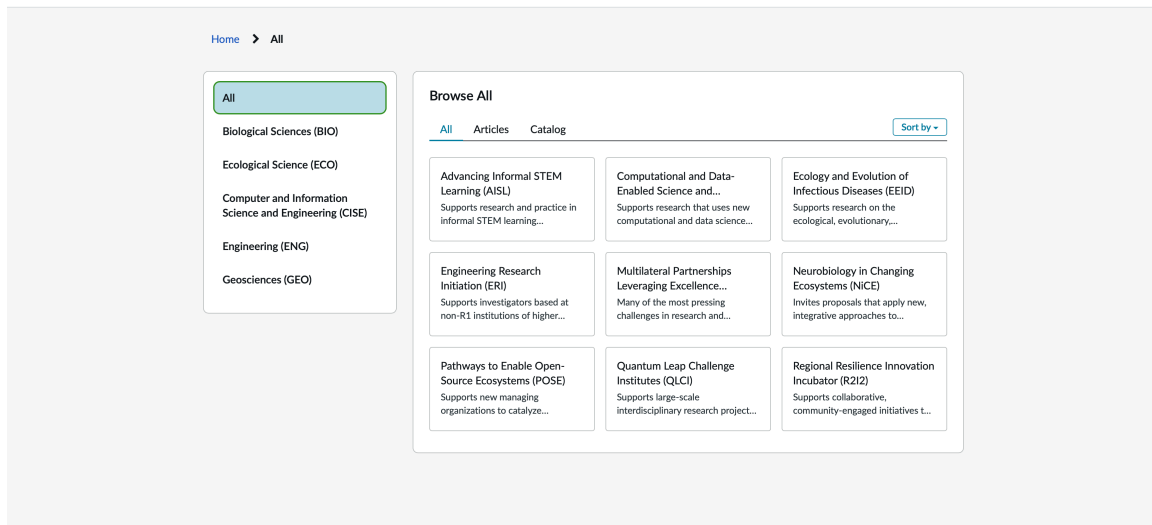 Home > All
All
Biological Sciences (BIO)
Ecological Science (ECO)
Computer and Information
Science and Engineering (CISE)
Engineering (ENG)
Geosciences (GEO)
Browse All
All Articles Catalog
Sort by
Advancing Informal STEM
Learning (AISL)
Supports research and practice in
informal STEM learning...
Computational and Data-
Enabled Science and...
Supports research that uses new
computational and data science...
Ecology and Evolution of
Infectious Diseases (EEID)
Supports research on the
ecological, evolutionary,...
Engineering Research
Initiation (ERI)
Supports investigators based at
non-R1 institutions of higher...
Multilateral Partnerships
Leveraging Excellence...
Many of the most pressing
challenges in research and...
Neurobiology in Changing
Ecosystems (NiCE)
Invites proposals that apply new,
integrative approaches to...
Pathways to Enable Open-
Source Ecosystems (POSE)
Supports new managing
organizations to catalyze...
Quantum Leap Challenge
Institutes (QLCI)
Supports large-scale
interdisciplinary research project...
Regional Resilience Innovation
Incubator (R2I2)
Supports collaborative,
community-engaged initiatives t...